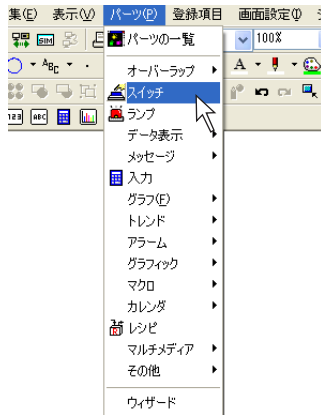 集(E) 表示(V) パーツ(P) 登録項目 画面設定(I)
パーツの一覧
100%
オーバーラップ
ABC
A
スイッチ
ランプ
データ表示
123 ABC
メッセージ
入力
グラフ(F)
トレンド
アラーム
グラフィック
マクロ
カレンダ
レシピ
マルチメディア
その他
ウィザード